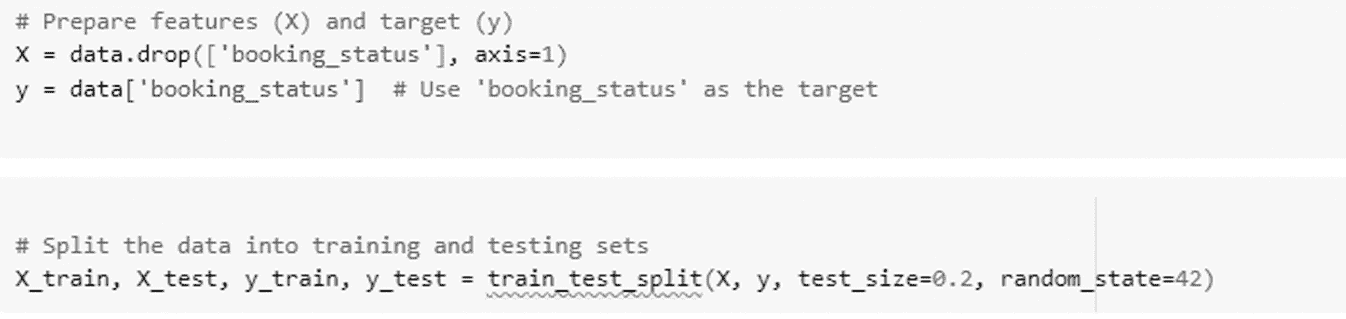 # Prepare features (X) and target (y)
X = data.drop(['booking_status'], axis=1)
y = data['booking_status']  # Use 'booking_status' as the target
# Split the data into training and testing sets
X_train, X_test, y_train, y_test = train_test_split(X, y, test_size=0.2, random_state=42)